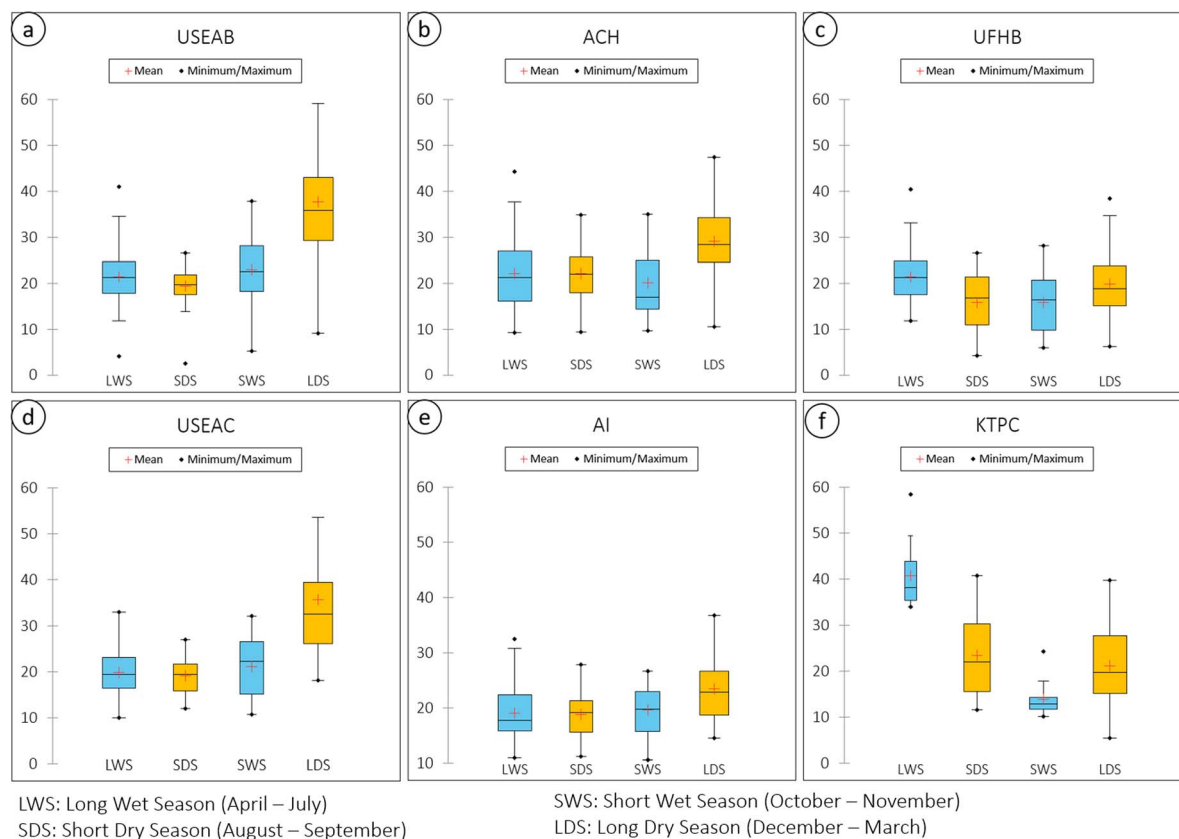 a
USEAB
Mean Minimum/Maximum
60
50
40
30
20
10
0
LWS SDS SWS LDS
b
ACH
Mean Minimum/Maximum
60
50
40
30
20
10
0
LWS SDS SWS LDS
c
UFHB
Mean Minimum/Maximum
60
50
40
30
20
10
0
LWS SDS SWS LDS
d
USEAC
Mean Minimum/Maximum
60
50
40
30
20
10
0
LWS SDS SWS LDS
e
AI
Mean Minimum/Maximum
60
50
40
30
20
10
LWS SDS SWS LDS
f
KTPC
Mean Minimum/Maximum
60
50
40
30
20
10
0
LWS SDS SWS LDS
LWS: Long Wet Season (April – July)
SDS: Short Dry Season (August – September)
SWS: Short Wet Season (October – November)
LDS: Long Dry Season (December – March)